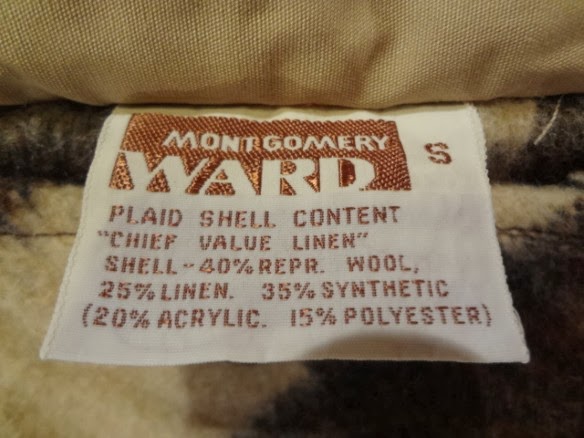 MONTGOMERY
WARD S
PLAID SHELL CONTENT
"CHIEF VALUE LINEN"
SHELL-40% REPR. WOOL,
25% LINEN. 35% SYNTHETIC
(20% ACRYLIC. 15% POLYESTER)